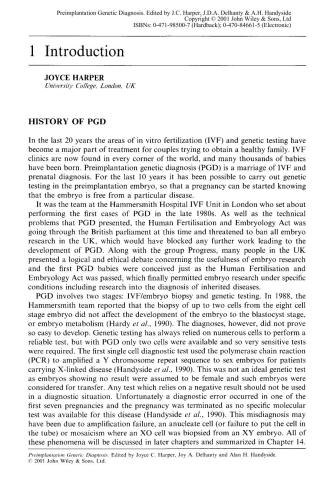 Preimplantation Genetic Diagnosis. Edited by J.C. Harper, J.D.A. Delhanty & A.H. Handyside
Copyright © 2001 John Wiley & Sons, Ltd
ISBNs: 0-471-98500-7 (Hardback); 0-470-84661-5 (Electronic)
1 Introduction
JOYCE HARPER
University College, London, UK
HISTORY OF PGD
In the last 20 years the areas of in vitro fertilization (IVF) and genetic testing have
become a major part of treatment for couples trying to obtain a healthy family. IVF
clinics are now found in every corner of the world, and many thousands of babies
have been born. Preimplantation genetic diagnosis (PGD) is a marriage of IVF and
prenatal diagnosis. For the last 10 years it has been possible to carry out genetic
testing in the preimplantation embryo, so that a pregnancy can be started knowing
that the embryo is free from a particular disease.
It was the team at the Hammersmith Hospital IVF Unit in London who set about
performing the first cases of PGD in the late 1980s. As well as the technical
problems that PGD presented, the Human Fertilisation and Embryology Act was
going through the British parliament at this time and threatened to ban all embryo
research in the UK, which would have blocked any further work leading to the
development of PGD. Along with the group Progress, many people in the UK
presented a logical and ethical debate concerning the usefulness of embryo research
and the first PGD babies were conceived just as the Human Fertilisation and
Embryology Act was passed, which finally permitted embryo research under specific
conditions including research into the diagnosis of inherited diseases.
PGD involves two stages: IVF/embryo biopsy and genetic testing. In 1988, the
Hammersmith team reported that the biopsy of up to two cells from the eight cell
stage embryo did not affect the development of the embryo to the blastocyst stage,
or embryo metabolism (Hardy et al., 1990). The diagnoses, however, did not prove
so easy to develop. Genetic testing has always relied on numerous cells to perform a
reliable test, but with PGD only two cells were available and so very sensitive tests
were required. The first single cell diagnostic test used the polymerase chain reaction
(PCR) to amplified a Y chromosome repeat sequence to sex embryos for patients
carrying X-linked disease (Handyside et al., 1990). This was not an ideal genetic test
as embryos showing no result were assumed to be female and such embryos were
considered for transfer. Any test which relies on a negative result should not be used
in a diagnostic situation. Unfortunately a diagnostic error occurred in one of the
first seven pregnancies and the pregnancy was terminated as no specific molecular
test was available for this disease (Handyside et al., 1990). This misdiagnosis may
have been due to amplification failure, an anucleate cell (or failure to put the cell in
the tube) or mosaicism where an XO cell was biopsied from an XY embryo. All of
these phenomena will be discussed in later chapters and summarized in Chapter 14.
Preimplantation Genetic Diagnosis. Edited by Joyce C. Harper, Joy A. Delhanty and Alan H. Handyside.
© 2001 John Wiley & Sons, Ltd.